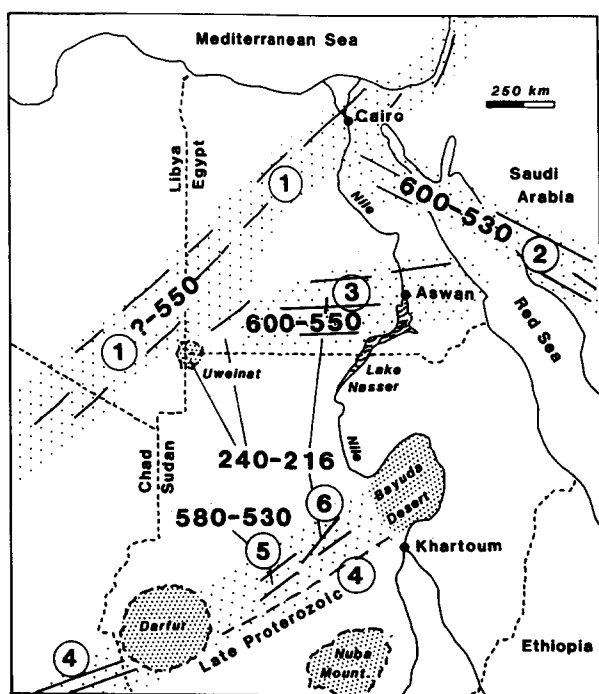 Mediterranean Sea
250 km
Cairo
Libya
Egypt
Saudi
Arabia
1
Nile
600-530
2
?-550
3
Aswan
600-550
1
Red Sea
Uweinat
Lake
Nasser
Chad
Sudan
240-216
Nile
6
Bayuda
Desert
580-530
5
Khartoum
4
Late Proterozoic
Darfur
4
Nuba
Mount.
Ethiopia